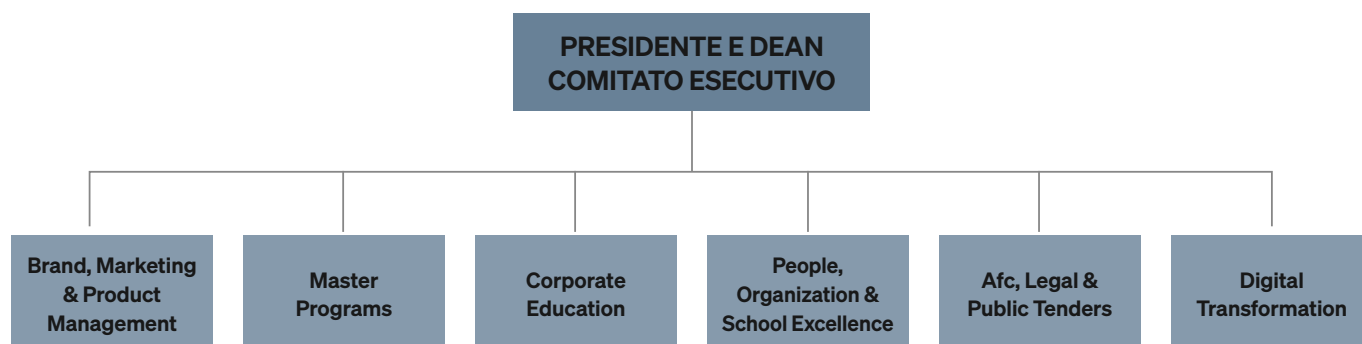 PRESIDENTE E DEAN
COMITATO ESECUTIVO
Brand, Marketing
& Product
Management
Master
Programs
Corporate
Education
People,
Organization &
School Excellence
Afc, Legal &
Public Tenders
Digital
Transformation